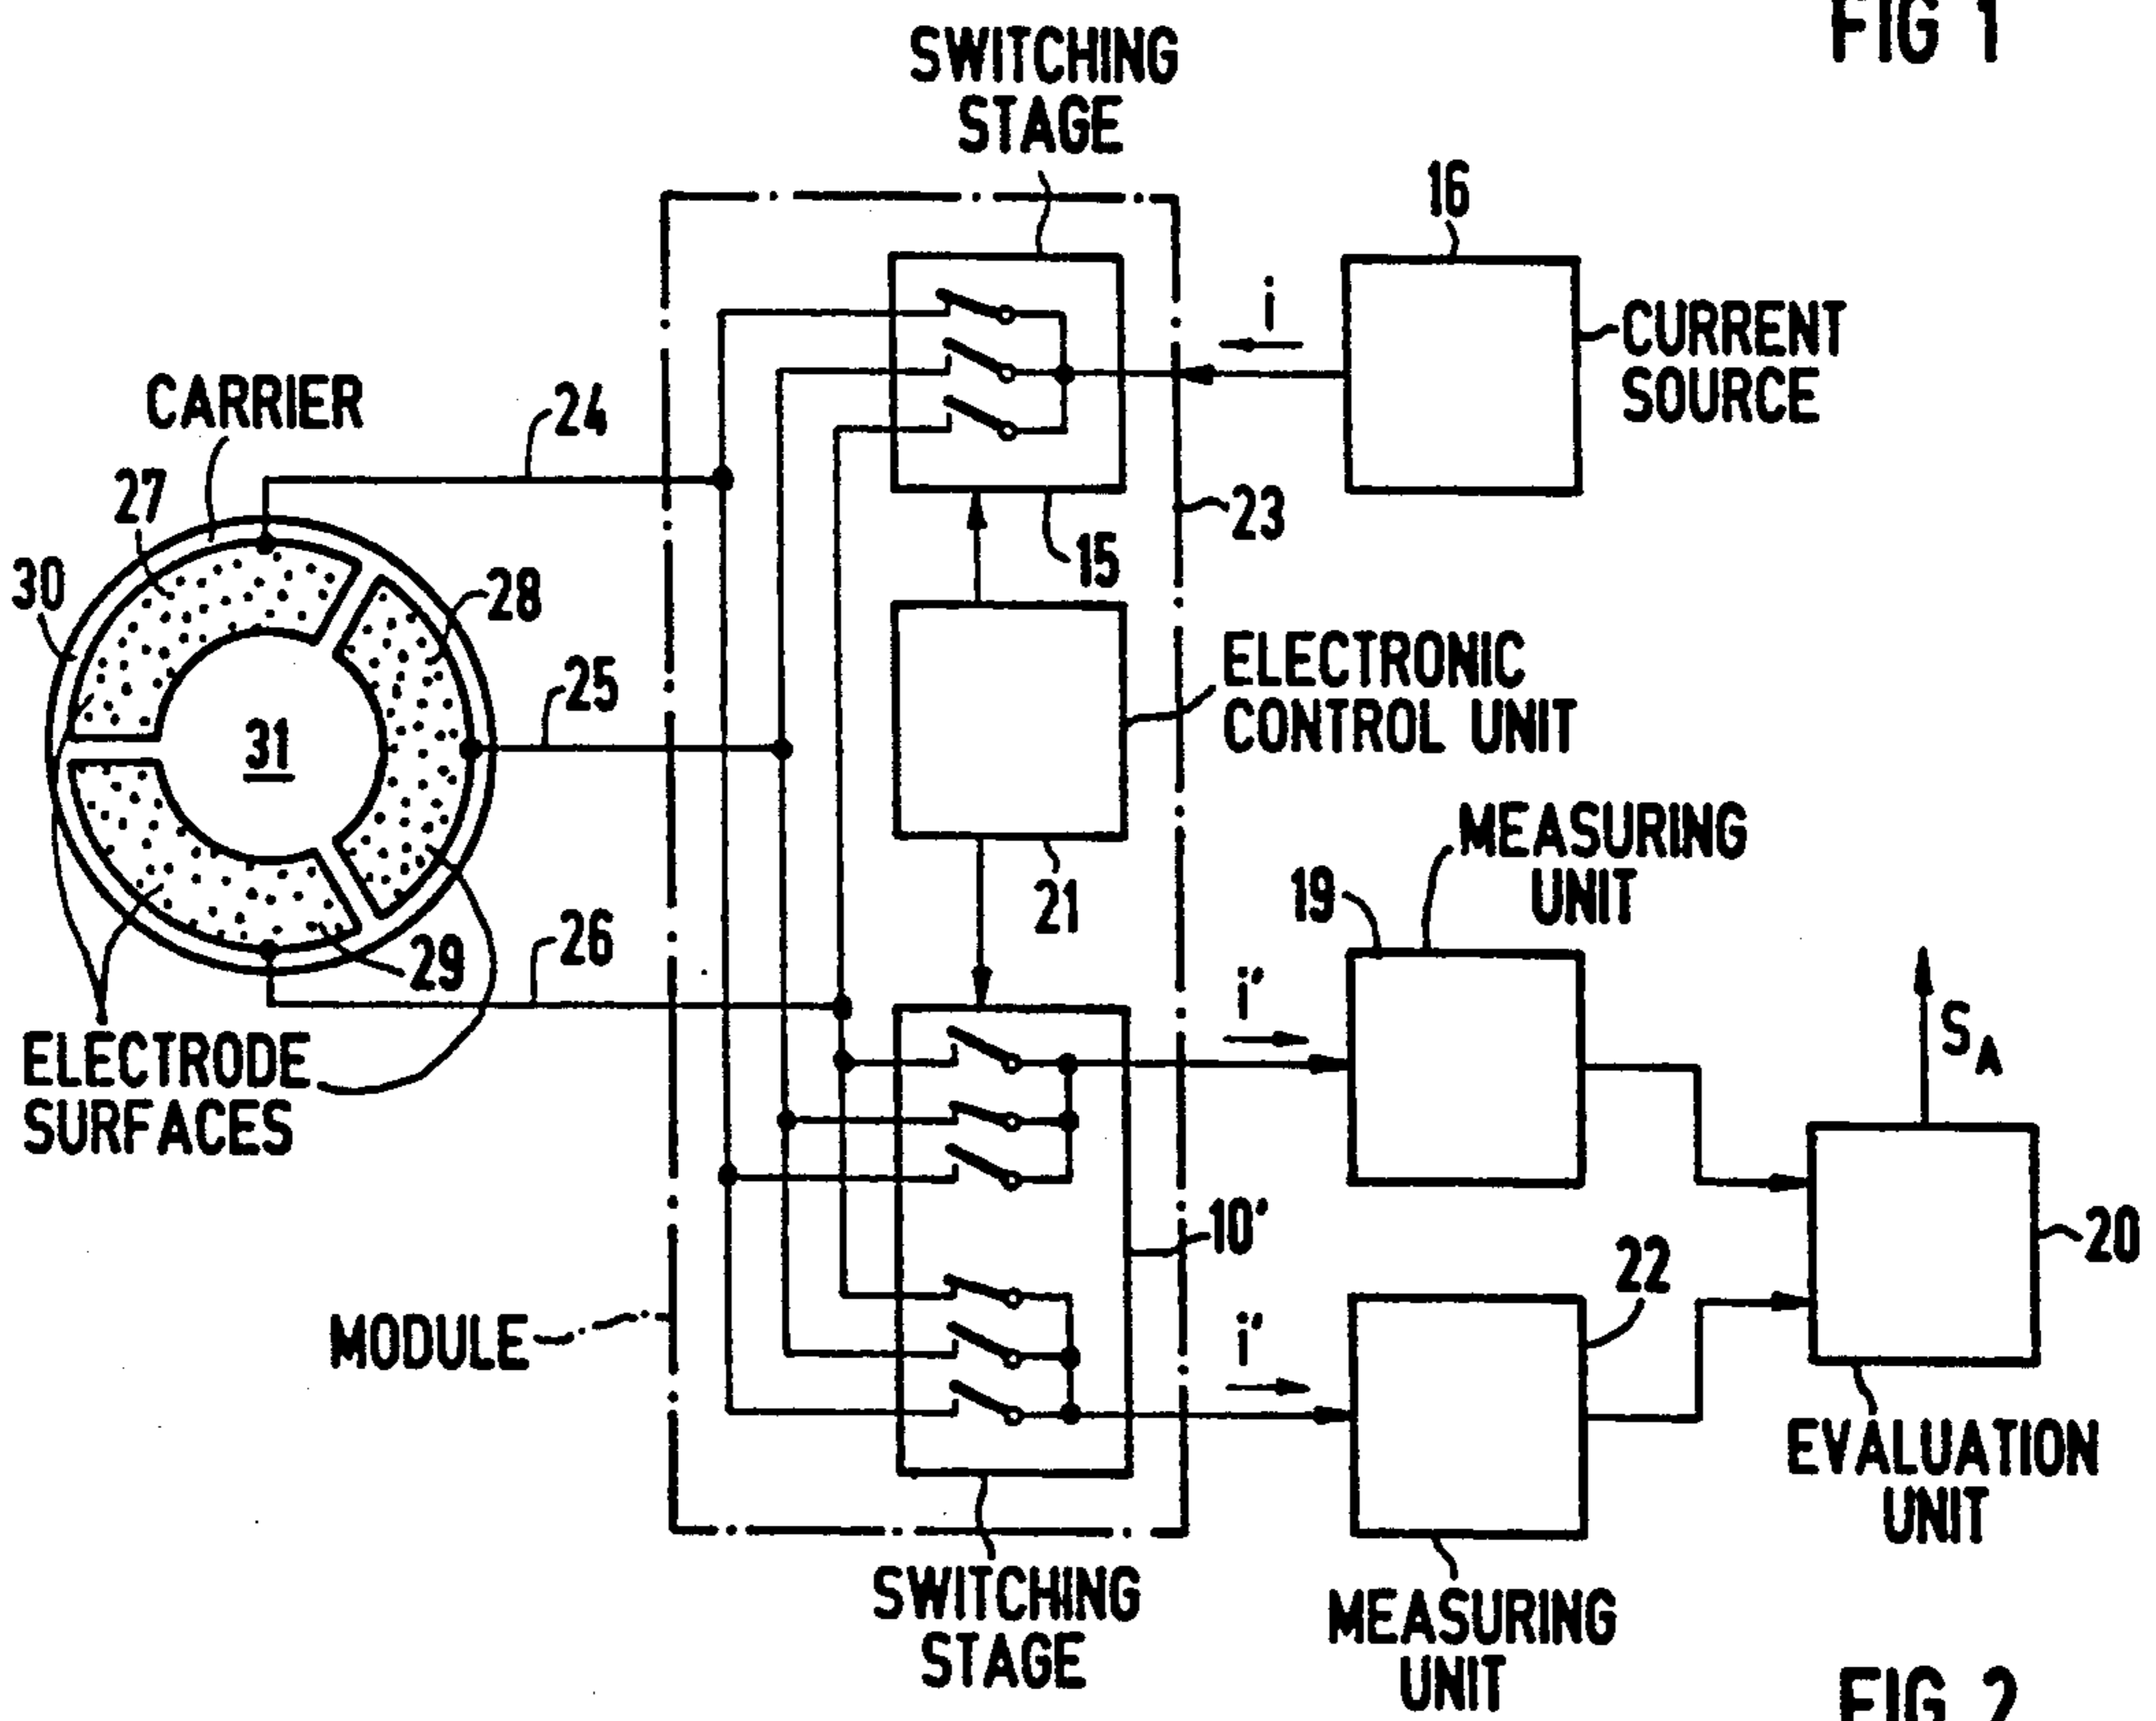 FIG 1
SWITCHING
STAGE
16
i
CURRENT
SOURCE
CARRIER
24
27
23
15
30
28
ELECTRONIC
CONTROL UNIT
25
31
MEASURING
UNIT
19
21
26
29
i'
S_A
ELECTRODE
SURFACES
10'
20
22
MODULE
i'
EVALUATION
UNIT
SWITCHING
STAGE
MEASURING
UNIT
FIG 2